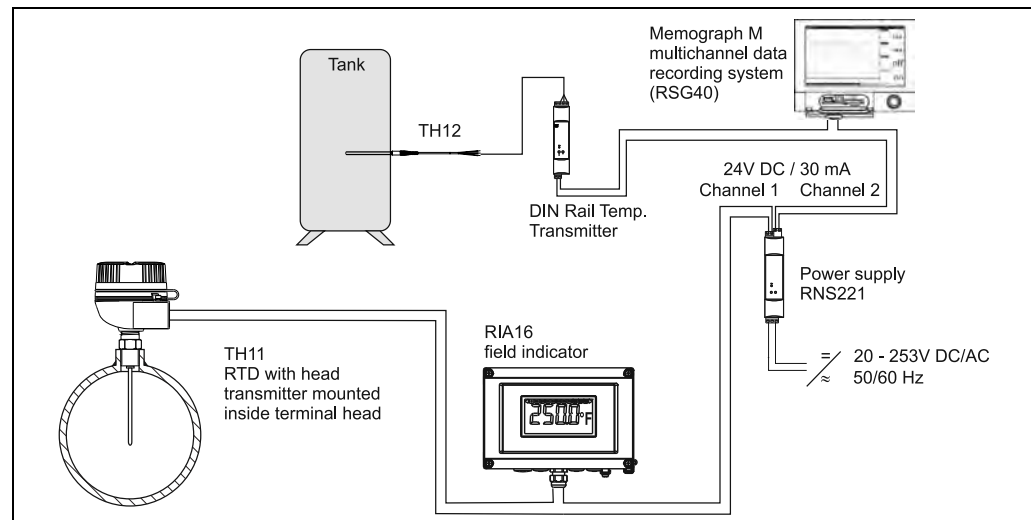 Memograph M
multichannel data
recording system
(RSG40)
Tank
TH12
24V DC / 30 mA
Channel 1 Channel 2
DIN Rail Temp.
Transmitter
Power supply
RNS221
= 20 - 253V DC/AC
≈ 50/60 Hz
RIA16
field indicator
TH11
RTD with head
transmitter mounted
inside terminal head
250.0°F